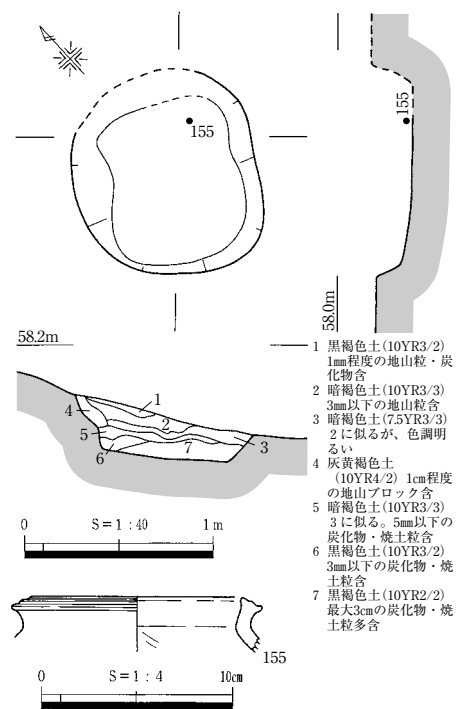 155
155
58.0m
58.2m
1
2
3
4
5
6
7
0 S=1:40 1m
155
0 S=1:4 10cm
1 黒褐色土(10YR3/2)
1㎜程度の地山粒・炭
化物含
2 暗褐色土(10YR3/3)
3㎜以下の地山粒含
3 暗褐色土(7.5YR3/3)
2に似るが、色調明
るい
4 灰黄褐色土
(10YR4/2) 1㎝程度
の地山ブロック含
5 暗褐色土(10YR3/3)
3に似る。5㎜以下の
炭化物・焼土粒含
6 黒褐色土(10YR3/2)
3㎜以下の炭化物・焼
土粒含
7 黒褐色土(10YR2/2)
最大3㎝の炭化物・焼
土粒多含